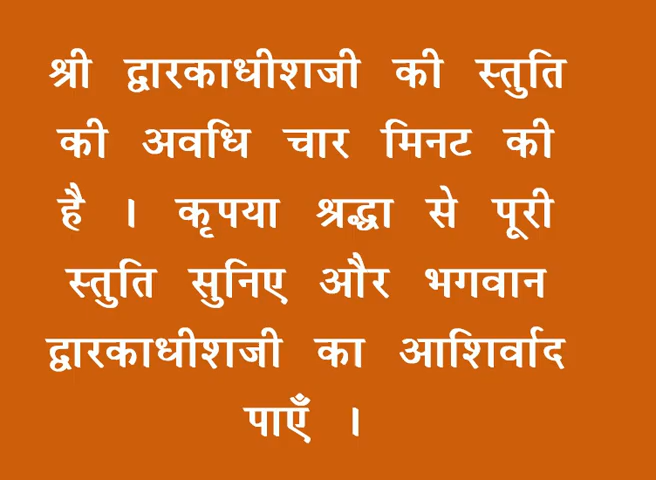 श्री द्वारकाधीशजी की स्तुति
की अवधि चार मिनट की
है । कृपया श्रद्धा से पूरी
स्तुति सुनिए और भगवान
द्वारकाधीशजी का आशिर्वाद
पाएँ ।